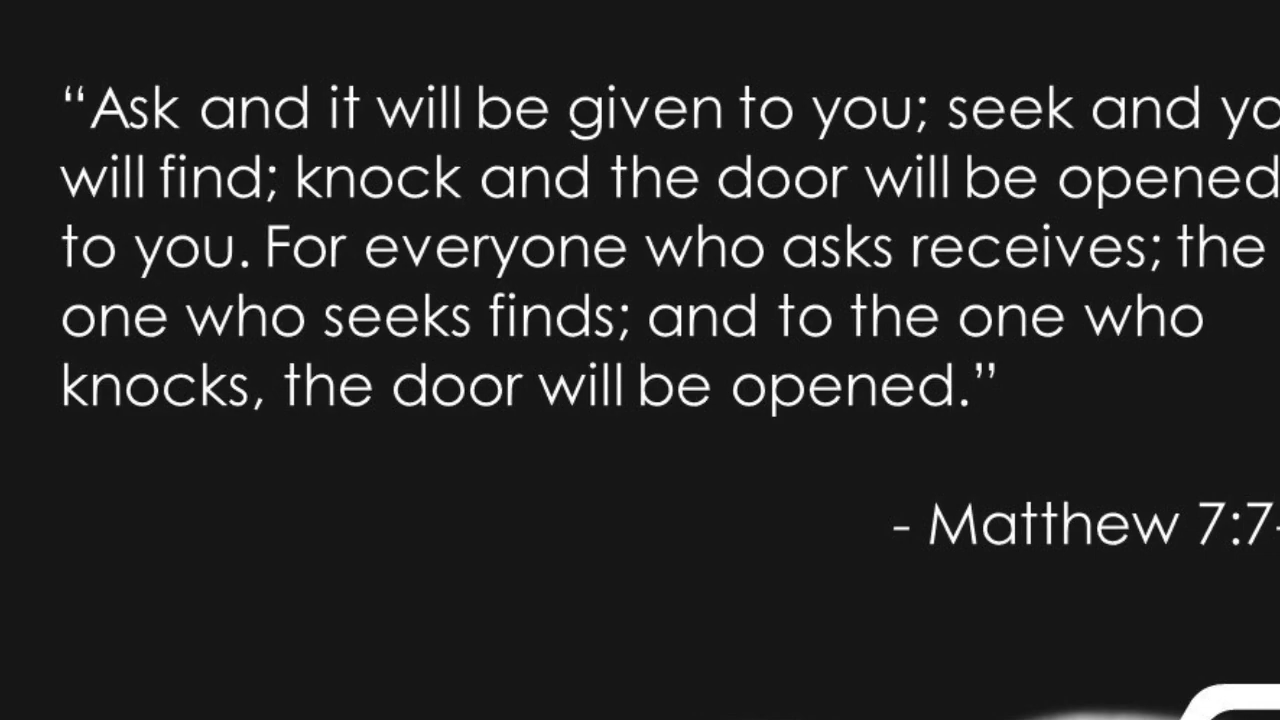 “Ask and it will be given to you; seek and yo
will find; knock and the door will be opened
to you. For everyone who asks receives; the
one who seeks finds; and to the one who
knocks, the door will be opened.”
- Matthew 7:7-